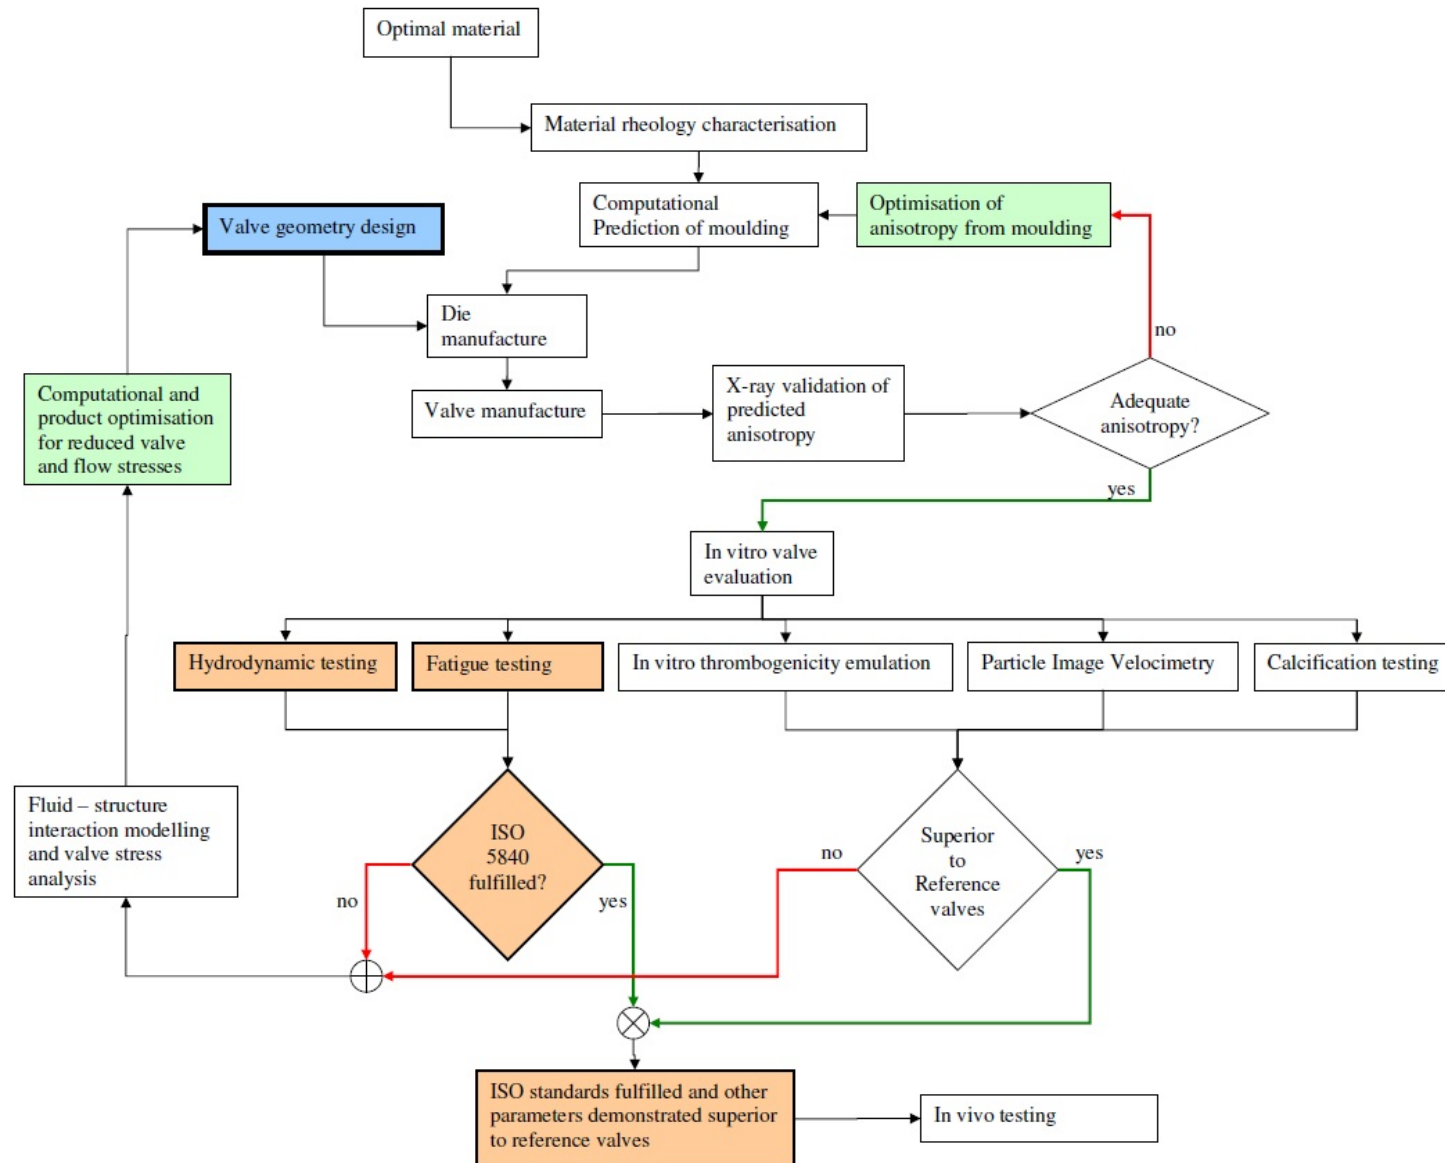 Optimal material
Material rheology characterisation
Computational
Prediction of moulding
Optimisation of
anisotropy from moulding
Valve geometry design
Die
manufacture
no
Computational and
product optimisation
for reduced valve
and flow stresses
Valve manufacture
X-ray validation of
predicted
anisotropy
Adequate
anisotropy?
yes
In vitro valve
evaluation
Hydrodynamic testing
Fatigue testing
In vitro thrombogenicity emulation
Particle Image Velocimetry
Calcification testing
Fluid – structure
interaction modelling
and valve stress
analysis
ISO
5840
fulfilled?
no
yes
Superior
to
Reference
valves
no
yes
ISO standards fulfilled and other
parameters demonstrated superior
to reference valves
In vivo testing